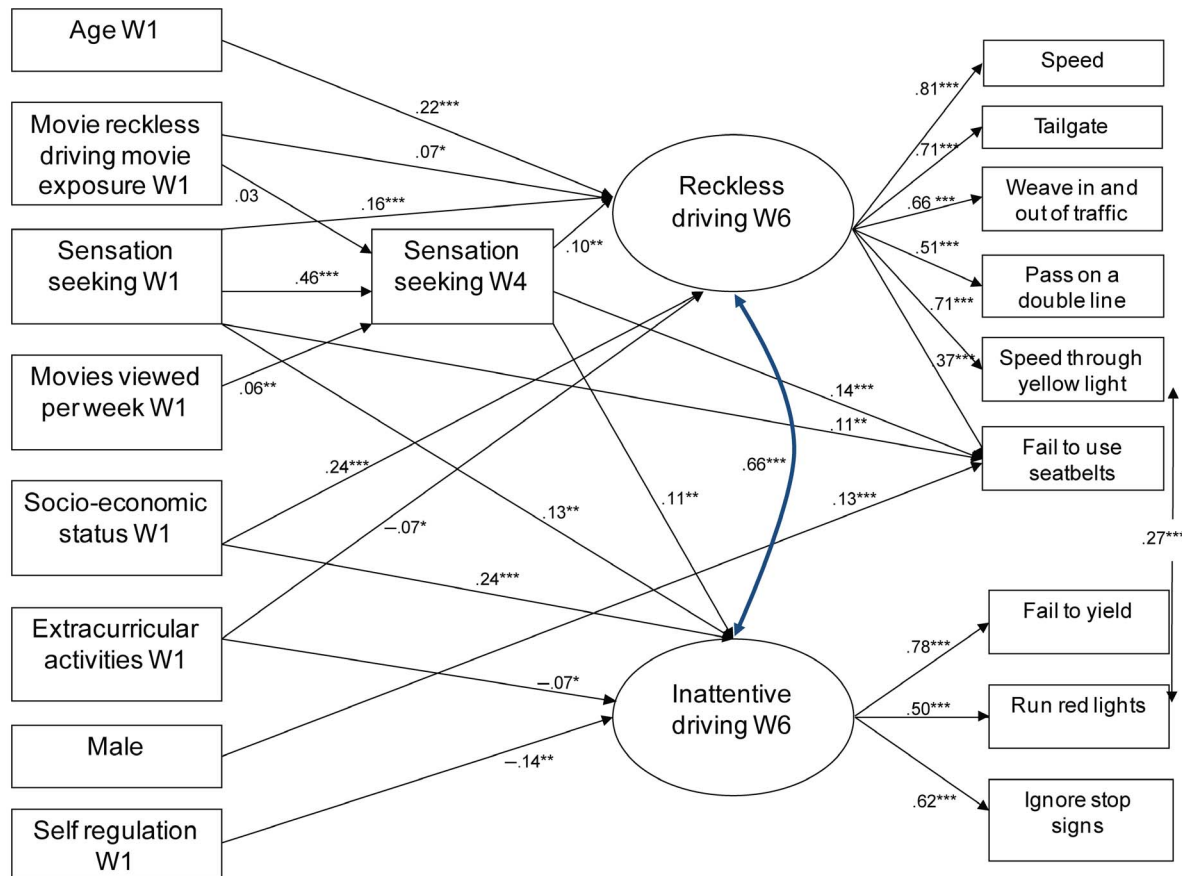 Age W1
Movie reckless
driving movie
exposure W1
Sensation
seeking W1
Movies viewed
per week W1
Socio-economic
status W1
Extracurricular
activities W1
Male
Self regulation
W1
.22***
.07*
.03
.16***
.46***
.06**
Sensation
seeking W4
.10**
.24***
–.07*
.13**
.24***
.11**
–.07*
–.14**
Reckless
driving W6
.66***
Inattentive
driving W6
.14***
.11**
.13***
.81***
.71***
.66 ***
.51***
.71***
.37***
Speed
Tailgate
Weave in and
out of traffic
Pass on a
double line
Speed through
yellow light
Fail to use
seatbelts
.27***
.78***
.50***
.62***
Fail to yield
Run red lights
Ignore stop
signs